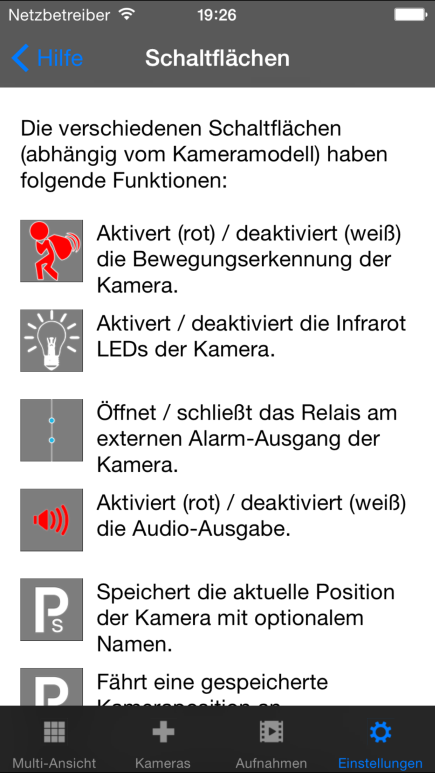 Netzbetreiber 19:26
Hilfe Schaltflächen
Die verschiedenen Schaltflächen
(abhängig vom Kameramodell) haben
folgende Funktionen:
Aktivert (rot) / deaktiviert (weiß)
die Bewegungserkennung der
Kamera.
Aktivert / deaktiviert die Infrarot
LEDs der Kamera.
Öffnet / schließt das Relais am
externen Alarm-Ausgang der
Kamera.
Aktiviert (rot) / deaktiviert (weiß)
die Audio-Ausgabe.
Ps
Speichert die aktuelle Position
der Kamera mit optionalem
Namen.
P
Fährt eine gespeicherte
Kameraposition an
Multi-Ansicht Kameras Aufnahmen Einstellungen